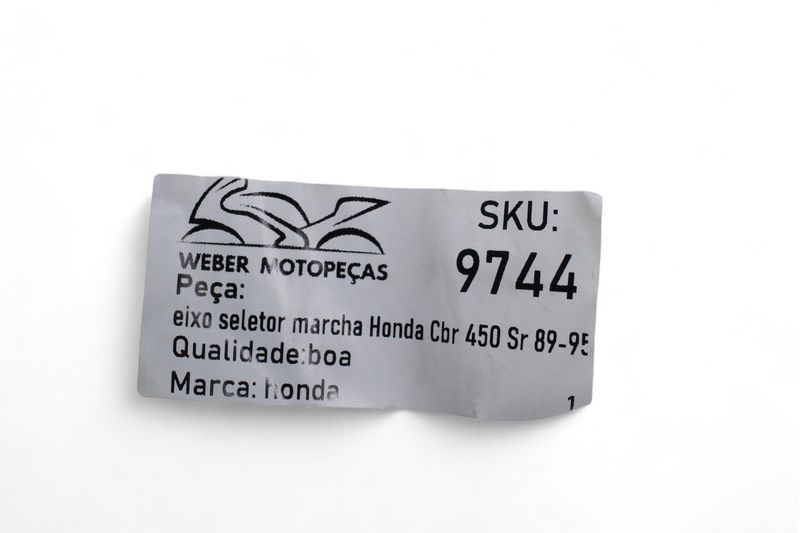 WEBER MOTOPEÇAS
SKU:
9744
Peça:
eixo seletor marcha Honda Cbr 450 Sr 89-95
Qualidade:boa
Marca: honda
1